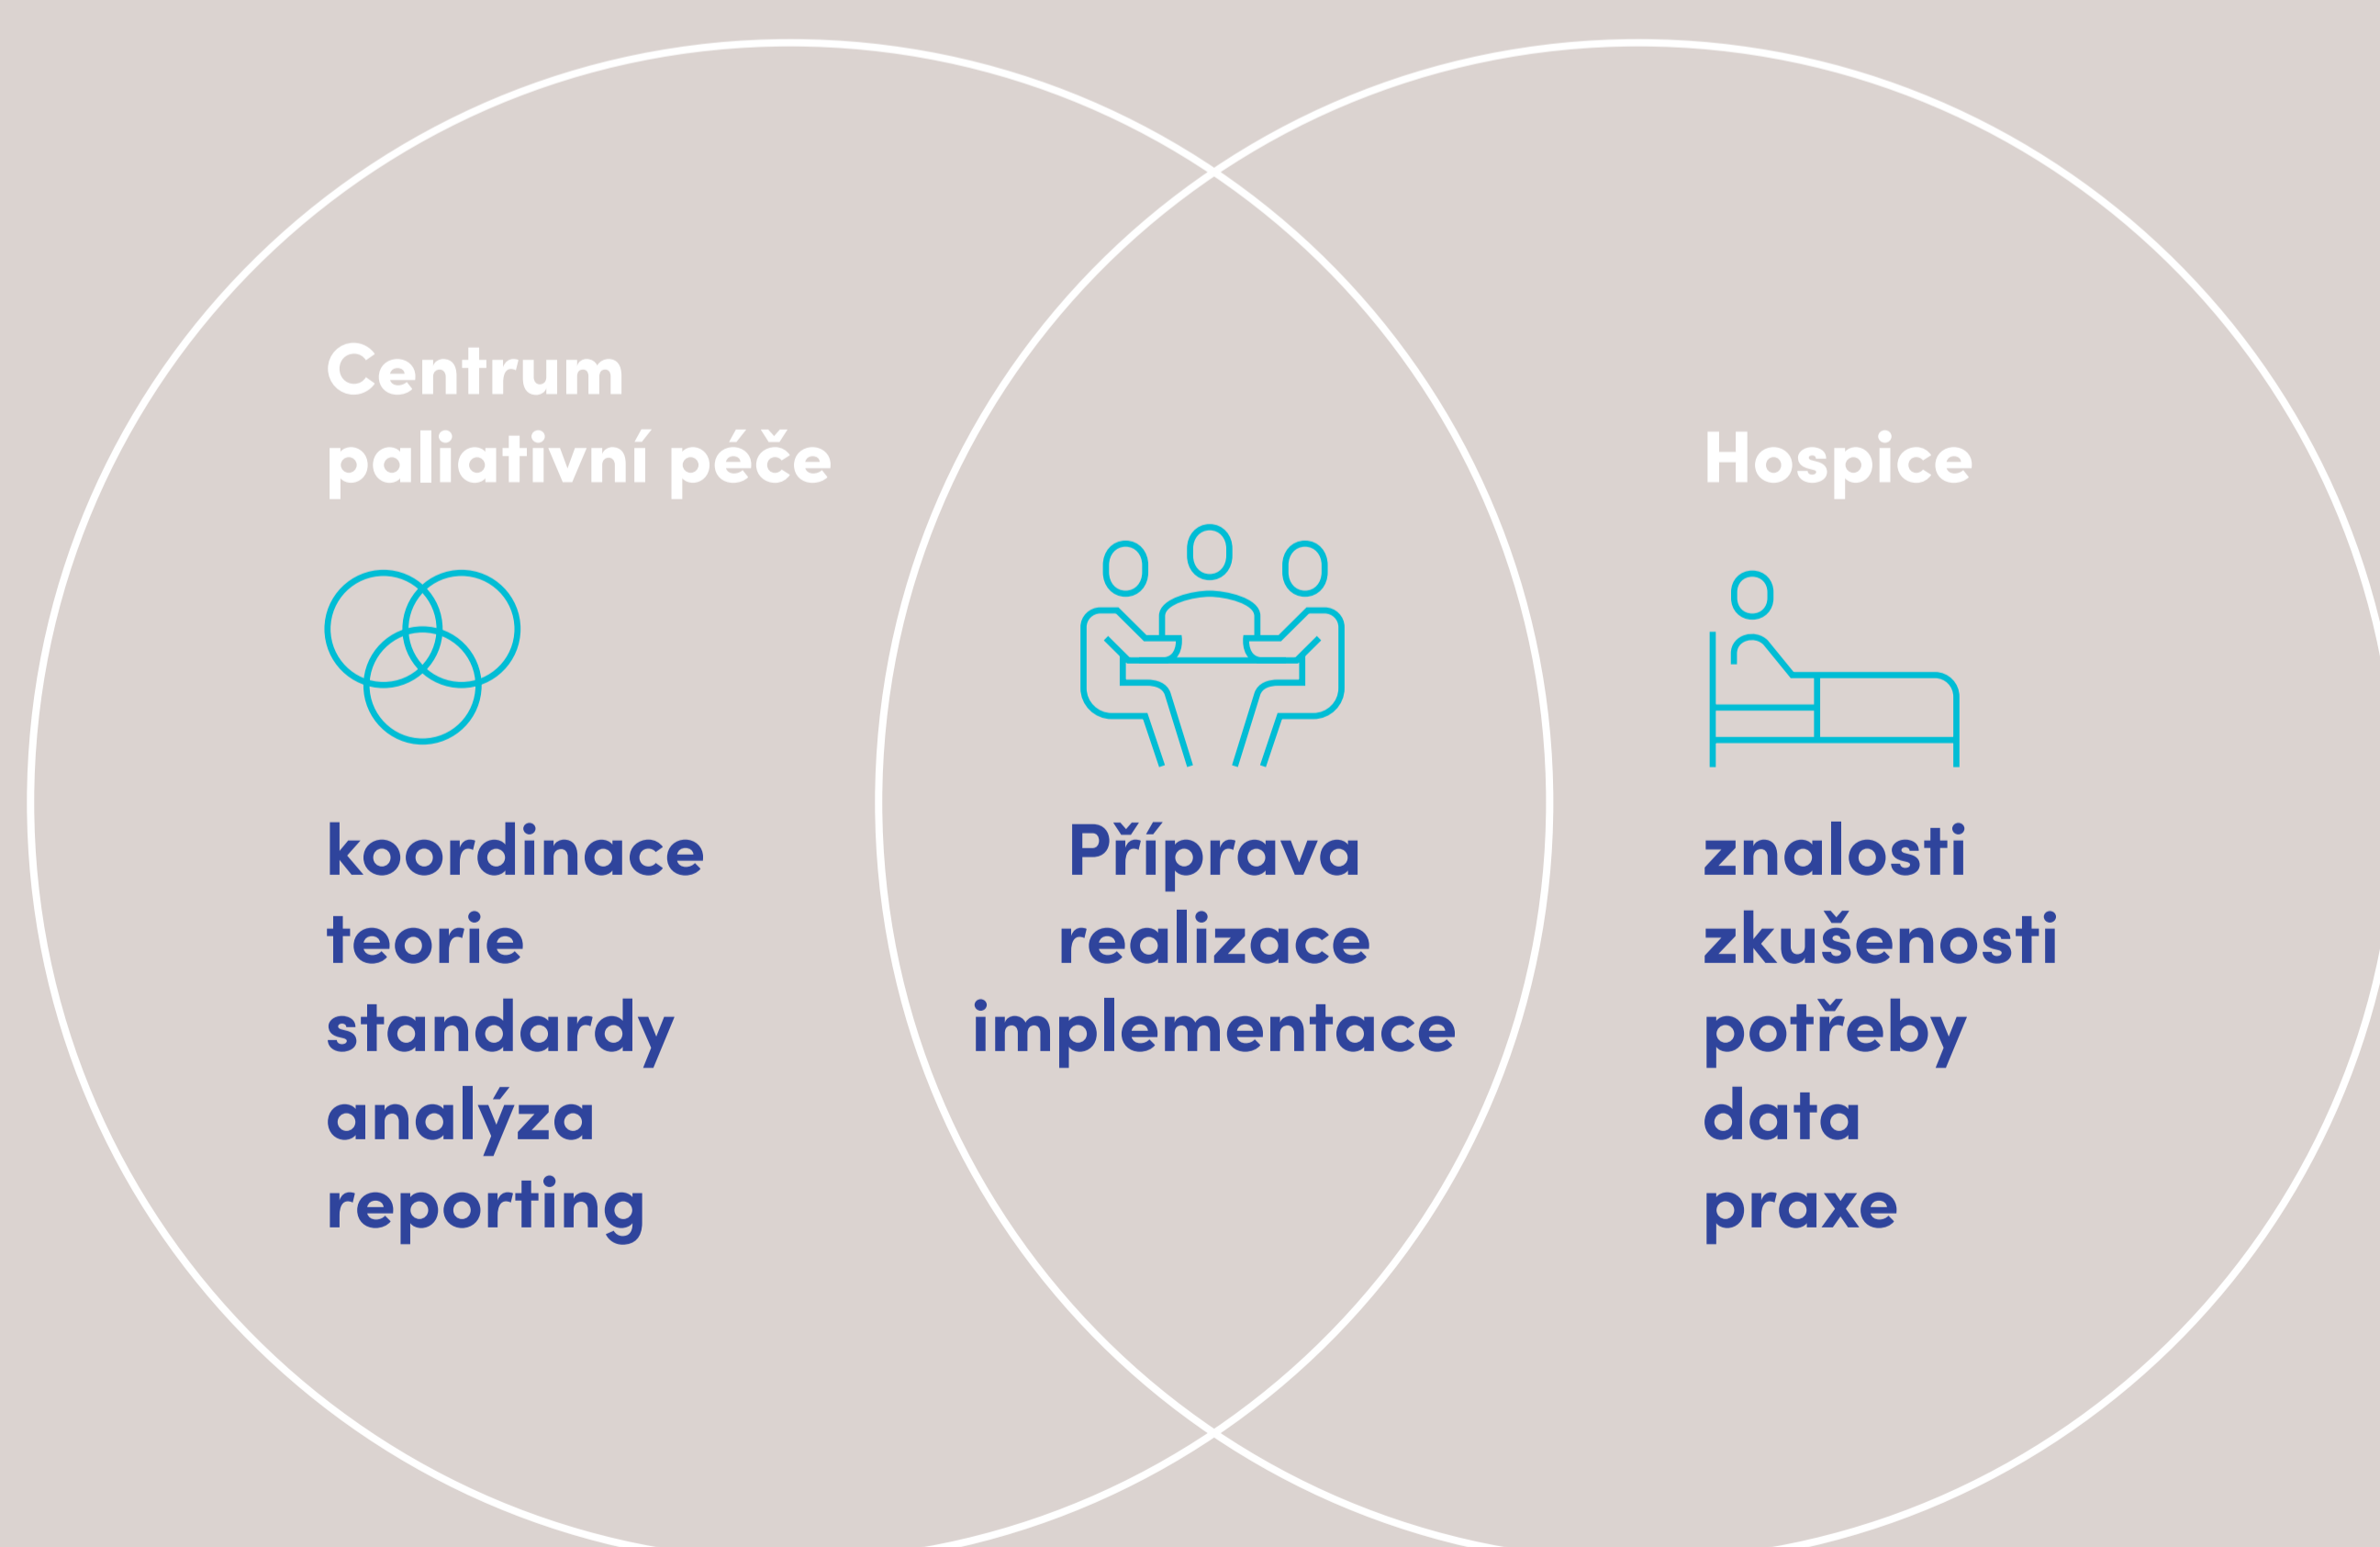 Centrum
paliativní péče
koordinace
teorie
standardy
analýza
reporting
Příprava
realizace
implementace
Hospice
znalosti
zkušenosti
potřeby
data
praxe